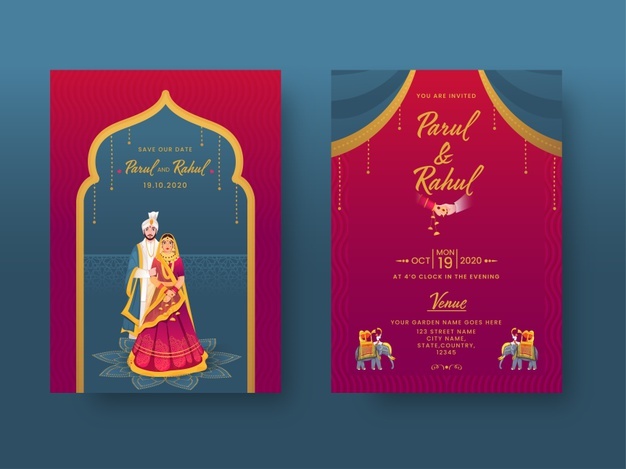 SAVE OUR DATE
Parul AND Rahul
19.10.2020
YOU ARE INVITED
Parul
&
Rahul
OCT MON 19 2020
AT 4'O CLOCK IN THE EVENING
Venue
YOUR GARDEN NAME GOES HERE
123 STREET NAME
CITY NAME,
STATE,COUNTRY,
12345